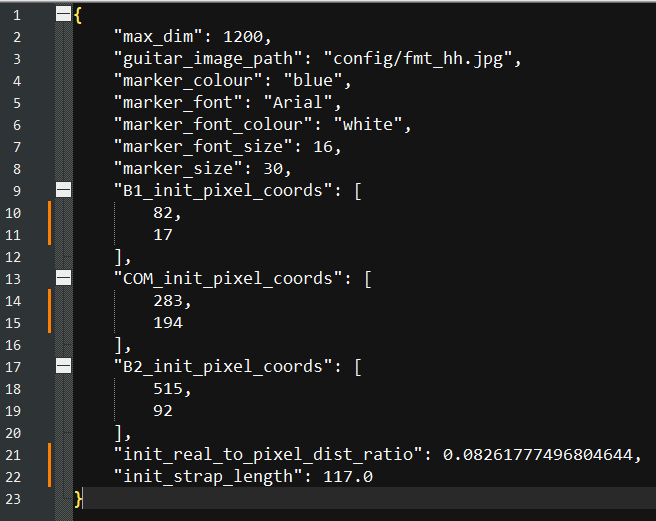 1 {
2 "max_dim": 1200,
3 "guitar_image_path": "config/fmt_hh.jpg",
4 "marker_colour": "blue",
5 "marker_font": "Arial",
6 "marker_font_colour": "white",
7 "marker_font_size": 16,
8 "marker_size": 30,
9 "B1_init_pixel_coords": [
10 82,
11 17
12 ],
13 "COM_init_pixel_coords": [
14 283,
15 194
16 ],
17 "B2_init_pixel_coords": [
18 515,
19 92
20 ],
21 "init_real_to_pixel_dist_ratio": 0.08261777496804644,
22 "init_strap_length": 117.0
23 }